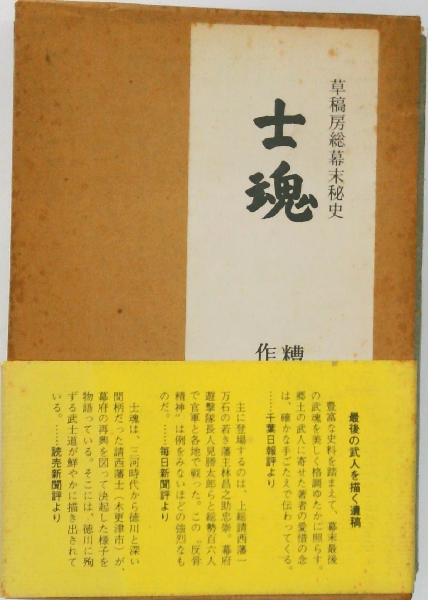 草稿房総幕末秘史
士魂
糟
作
最後の武人を描く遺稿
豊富な史料を踏まえて、幕末最後
の武魂を美しく格調ゆたかに照らす。
郷土の武人に寄せた著者の愛惜の念
は、確かな手ごたえで伝わってくる。
……千葉日報評より
主に登場するのは、上総請西藩一
万石の若き藩主林昌之助忠崇。幕府
遊撃隊長人見勝太郎らと総勢百六人
で官軍と各地で戦った。この“反骨
精神”は例をみないほどの強烈なも
のだ。……毎日新聞評より
士魂は、三河時代から徳川と深い
間柄だった請西藩士（木更津市）が、
幕府の再興を図って決起した様子を
物語っている。そこには、徳川に殉
ずる武士道が鮮やかに描き出されて
いる。……読売新聞評より